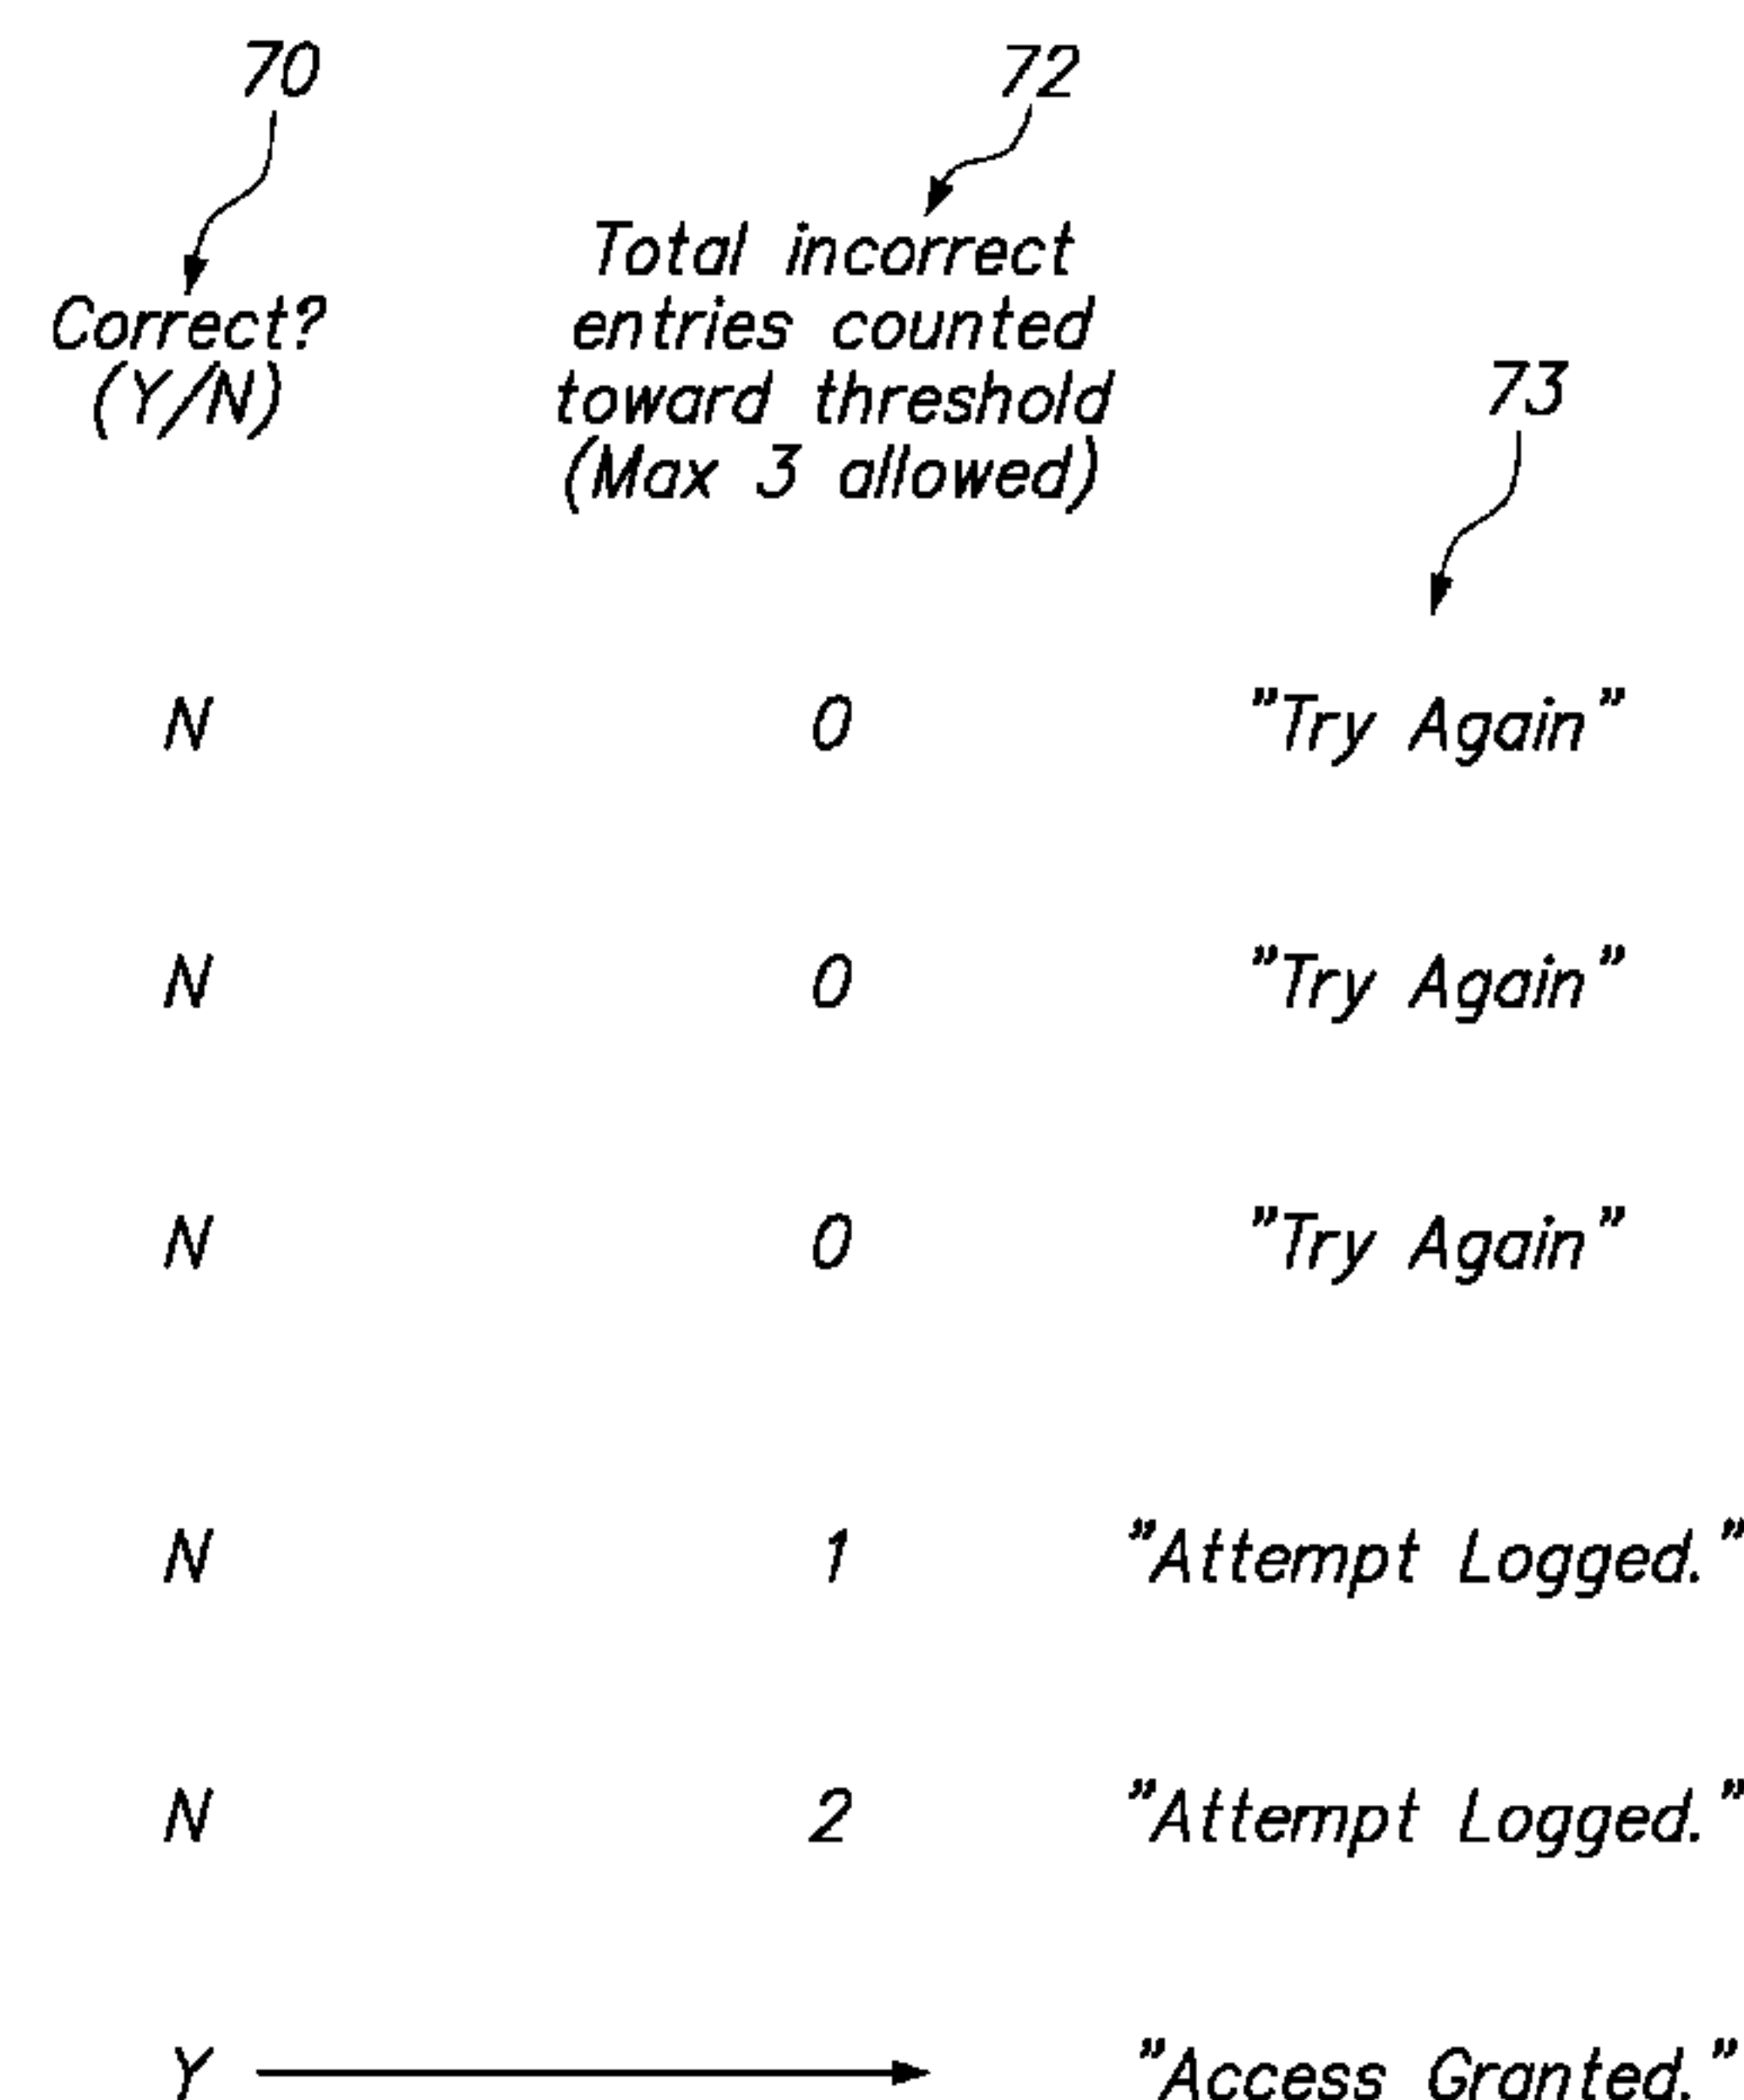 70
72
Total incorrect
entries counted
toward threshold
(Max 3 allowed)
Correct?
(Y/N)
73
N 0 "Try Again"
N 0 "Try Again"
N 0 "Try Again"
N 1 "Attempt Logged."
N 2 "Attempt Logged."
Y "Access Granted."